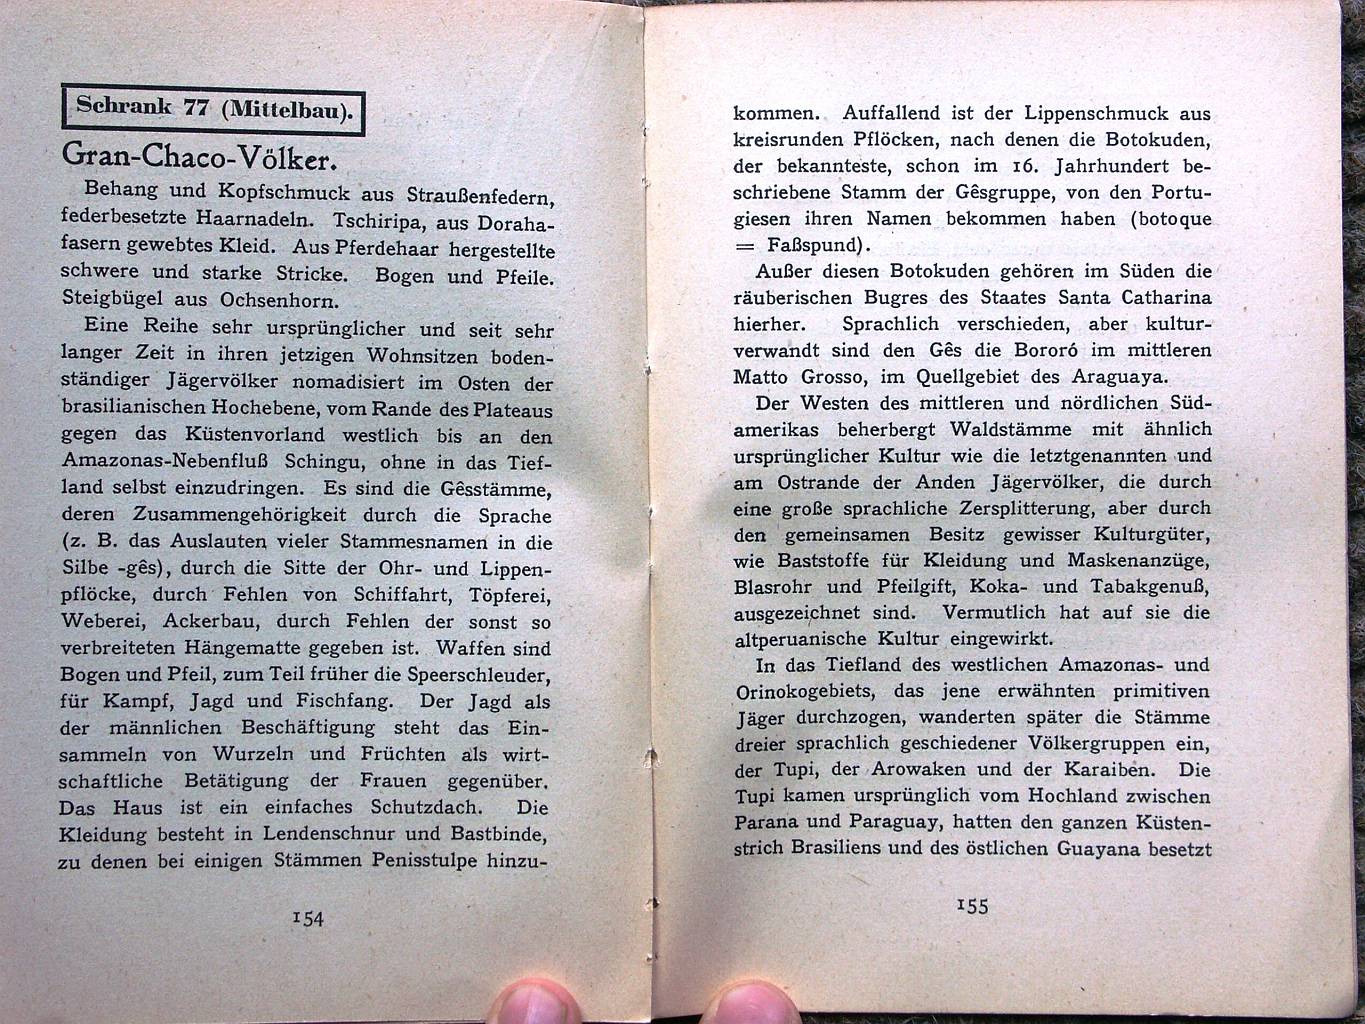 Schrank 77 (Mittelbau).
Gran-Chaco-Völker.
Behang und Kopfschmuck aus Straußenfedern,
federbesetzte Haarnadeln. Tschiripa, aus Doraha-
fasern gewebtes Kleid. Aus Pferdehaar hergestellte
schwere und starke Stricke. Bogen und Pfeile.
Steigbügel aus Ochsenhorn.
Eine Reihe sehr ursprünglicher und seit sehr
langer Zeit in ihren jetzigen Wohnsitzen boden-
ständiger Jägervölker nomadisiert im Osten der
brasilianischen Hochebene, vom Rande des Plateaus
gegen das Küstenvorland westlich bis an den
Amazonas-Nebenfluß Schingu, ohne in das Tief-
land selbst einzudringen. Es sind die Gêsstämme,
deren Zusammengehörigkeit durch die Sprache
(z. B. das Auslauten vieler Stammesnamen in die
Silbe -gês), durch die Sitte der Ohr- und Lippen-
pflöcke, durch Fehlen von Schiffahrt, Töpferei,
Weberei, Ackerbau, durch Fehlen der sonst so
verbreiteten Hängematte gegeben ist. Waffen sind
Bogen und Pfeil, zum Teil früher die Speerschleuder,
für Kampf, Jagd und Fischfang. Der Jagd als
der männlichen Beschäftigung steht das Ein-
sammeln von Wurzeln und Früchten als wirt-
schaftliche Betätigung der Frauen gegenüber.
Das Haus ist ein einfaches Schutzdach. Die
Kleidung besteht in Lendenschnur und Bastbinde,
zu denen bei einigen Stämmen Penisstulpe hinzu-
154
kommen. Auffallend ist der Lippenschmuck aus
kreisrunden Pflöcken, nach denen die Botokuden,
der bekannteste, schon im 16. Jahrhundert be-
schriebene Stamm der Gêsgruppe, von den Portu-
giesen ihren Namen bekommen haben (botoque
= Faßspund).
Außer diesen Botokuden gehören im Süden die
räuberischen Bugres des Staates Santa Catharina
hierher. Sprachlich verschieden, aber kultur-
verwandt sind den Gês die Bororó im mittleren
Matto Grosso, im Quellgebiet des Araguaya.
Der Westen des mittleren und nördlichen Süd-
amerikas beherbergt Waldstämme mit ähnlich
ursprünglicher Kultur wie die letztgenannten und
am Ostrande der Anden Jägervölker, die durch
eine große sprachliche Zersplitterung, aber durch
den gemeinsamen Besitz gewisser Kulturgüter,
wie Baststoffe für Kleidung und Maskenanzüge,
Blasrohr und Pfeilgift, Koka- und Tabakgenuß,
ausgezeichnet sind. Vermutlich hat auf sie die
altperuanische Kultur eingewirkt.
In das Tiefland des westlichen Amazonas- und
Orinokogebiets, das jene erwähnten primitiven
Jäger durchzogen, wanderten später die Stämme
dreier sprachlich geschiedener Völkergruppen ein,
der Tupi, der Arowaken und der Karaiben. Die
Tupi kamen ursprünglich vom Hochland zwischen
Parana und Paraguay, hatten den ganzen Küsten-
strich Brasiliens und des östlichen Guayana besetzt
155